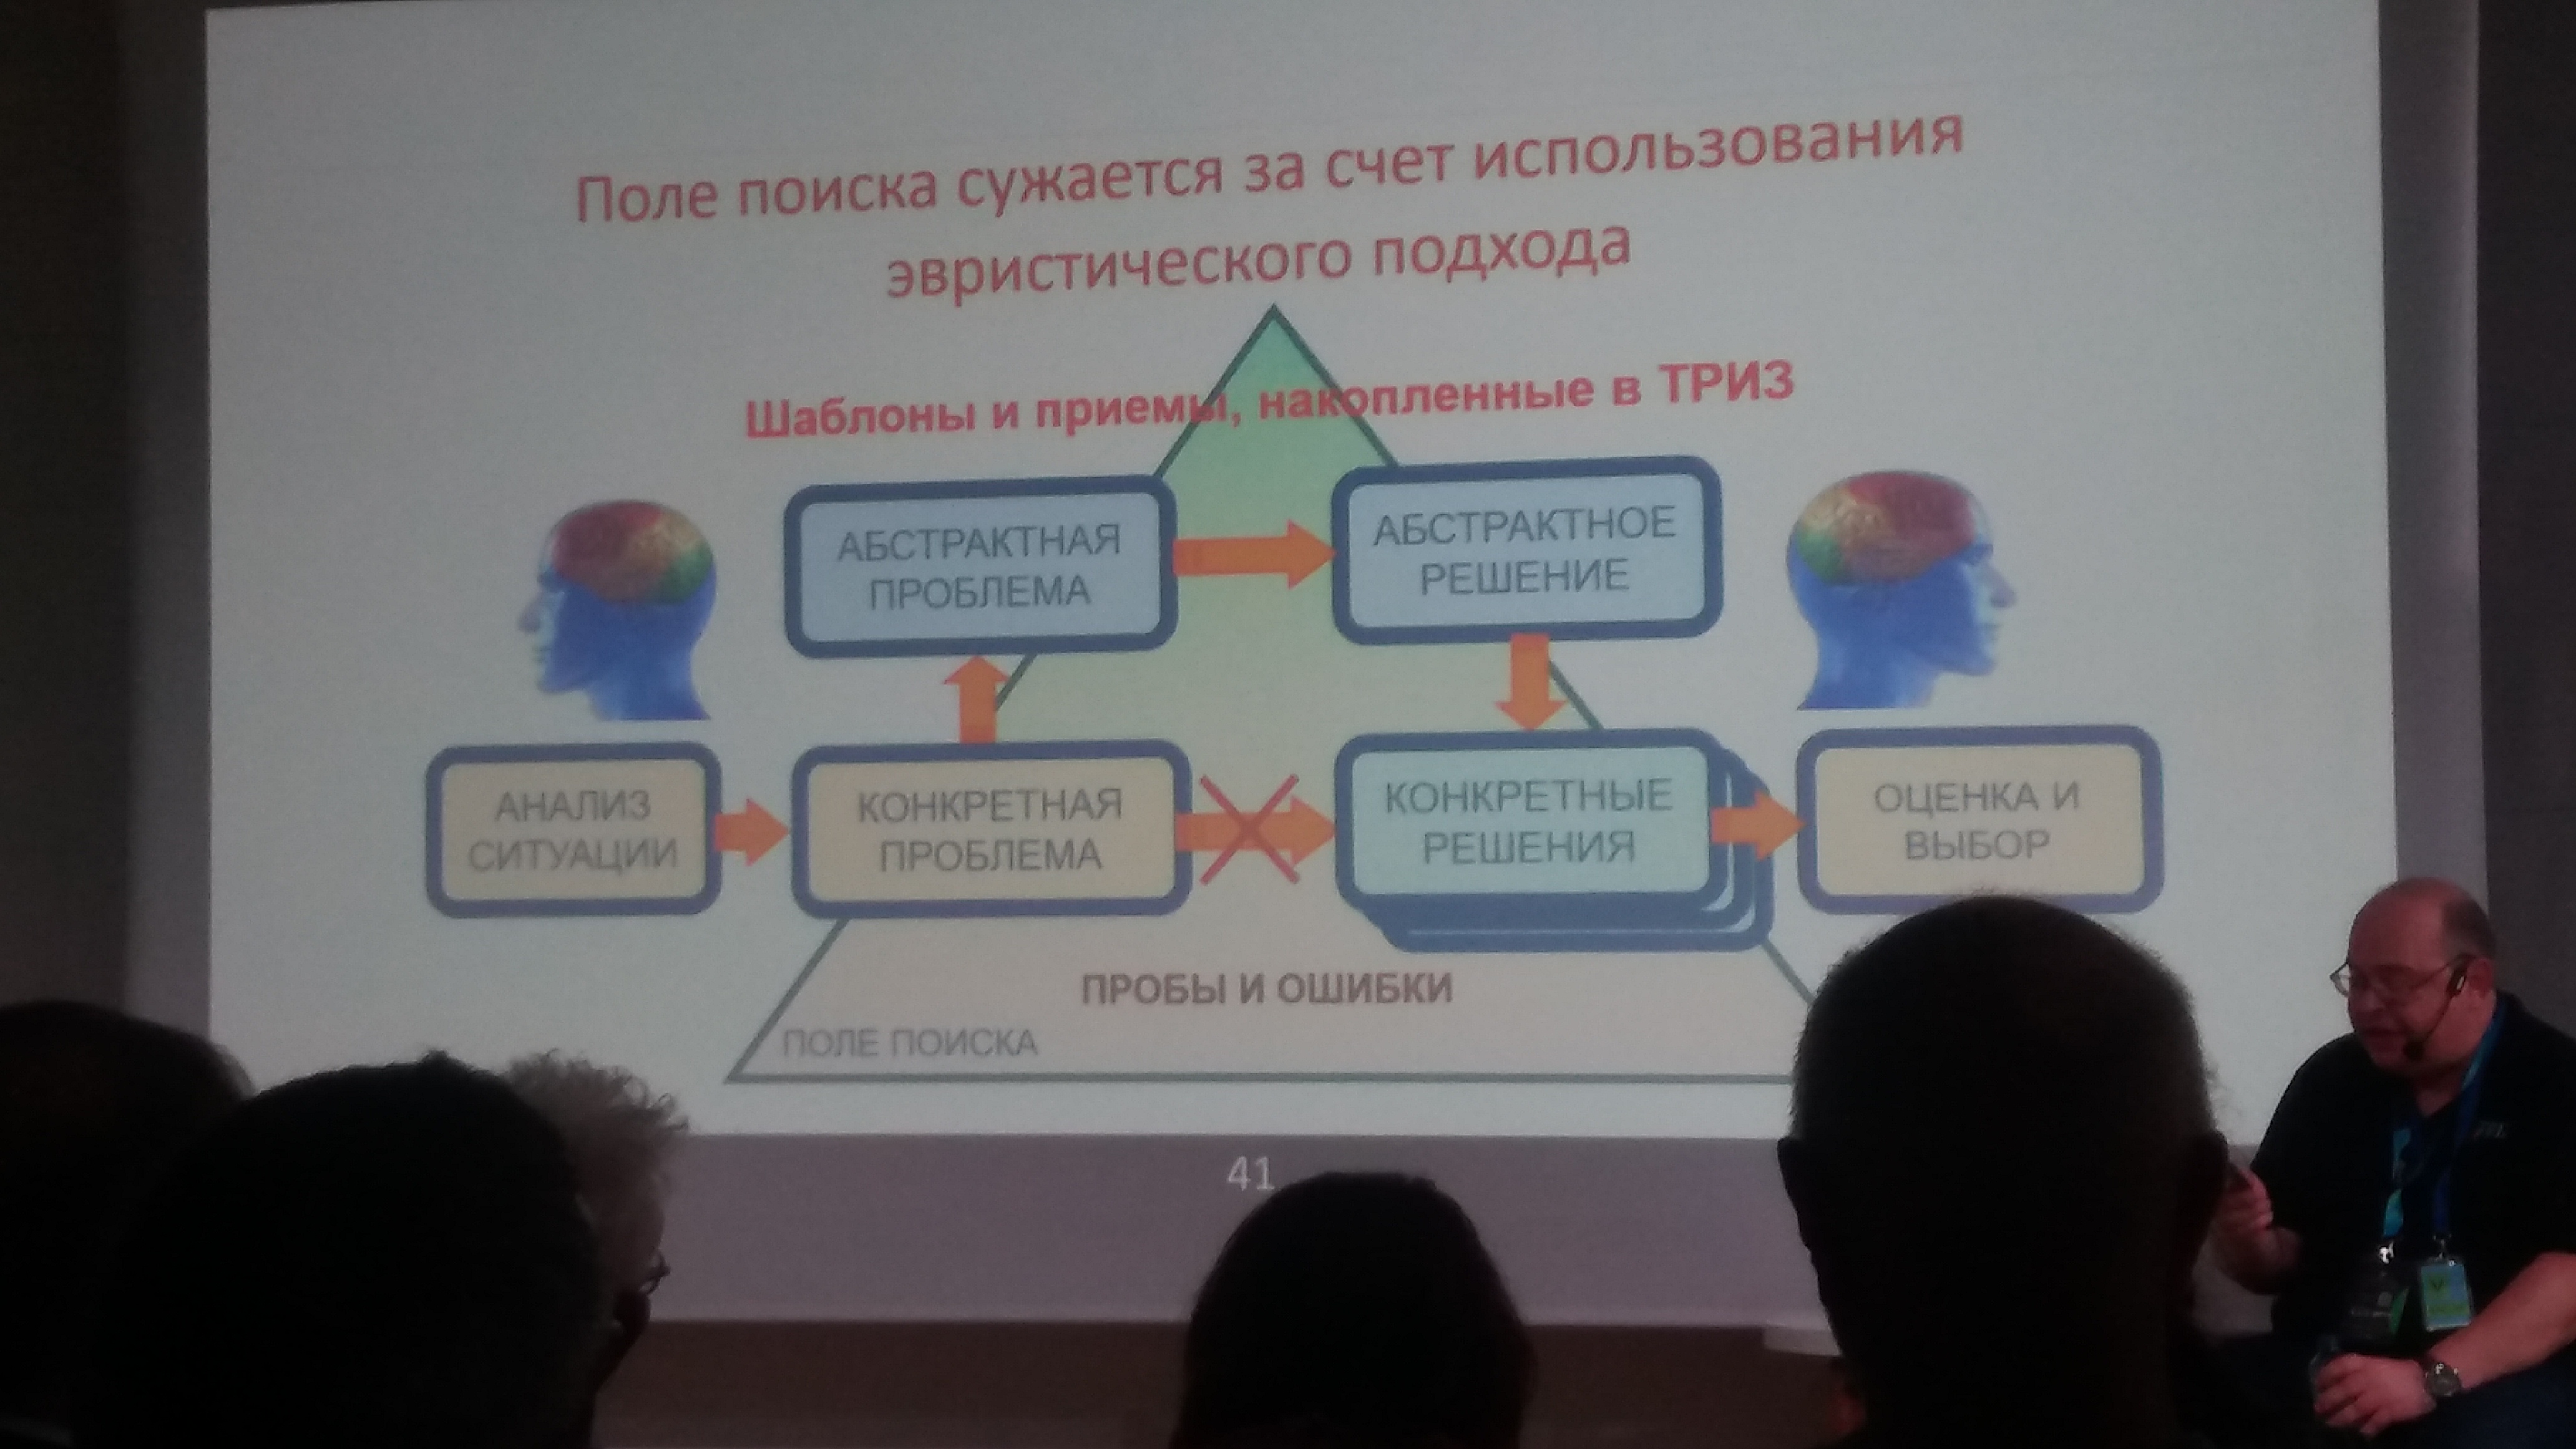 Поле поиска сужается за счет использования
эвристического подхода
Шаблоны и приемы, накопленные в ТРИЗ
АБСТРАКТНАЯ
ПРОБЛЕМА
АБСТРАКТНОЕ
РЕШЕНИЕ
АНАЛИЗ
СИТУАЦИИ
КОНКРЕТНАЯ
ПРОБЛЕМА
КОНКРЕТНЫЕ
РЕШЕНИЯ
ОЦЕНКА И
ВЫБОР
ПРОБЫ И ОШИБКИ
ПОЛЕ ПОИСКА
41